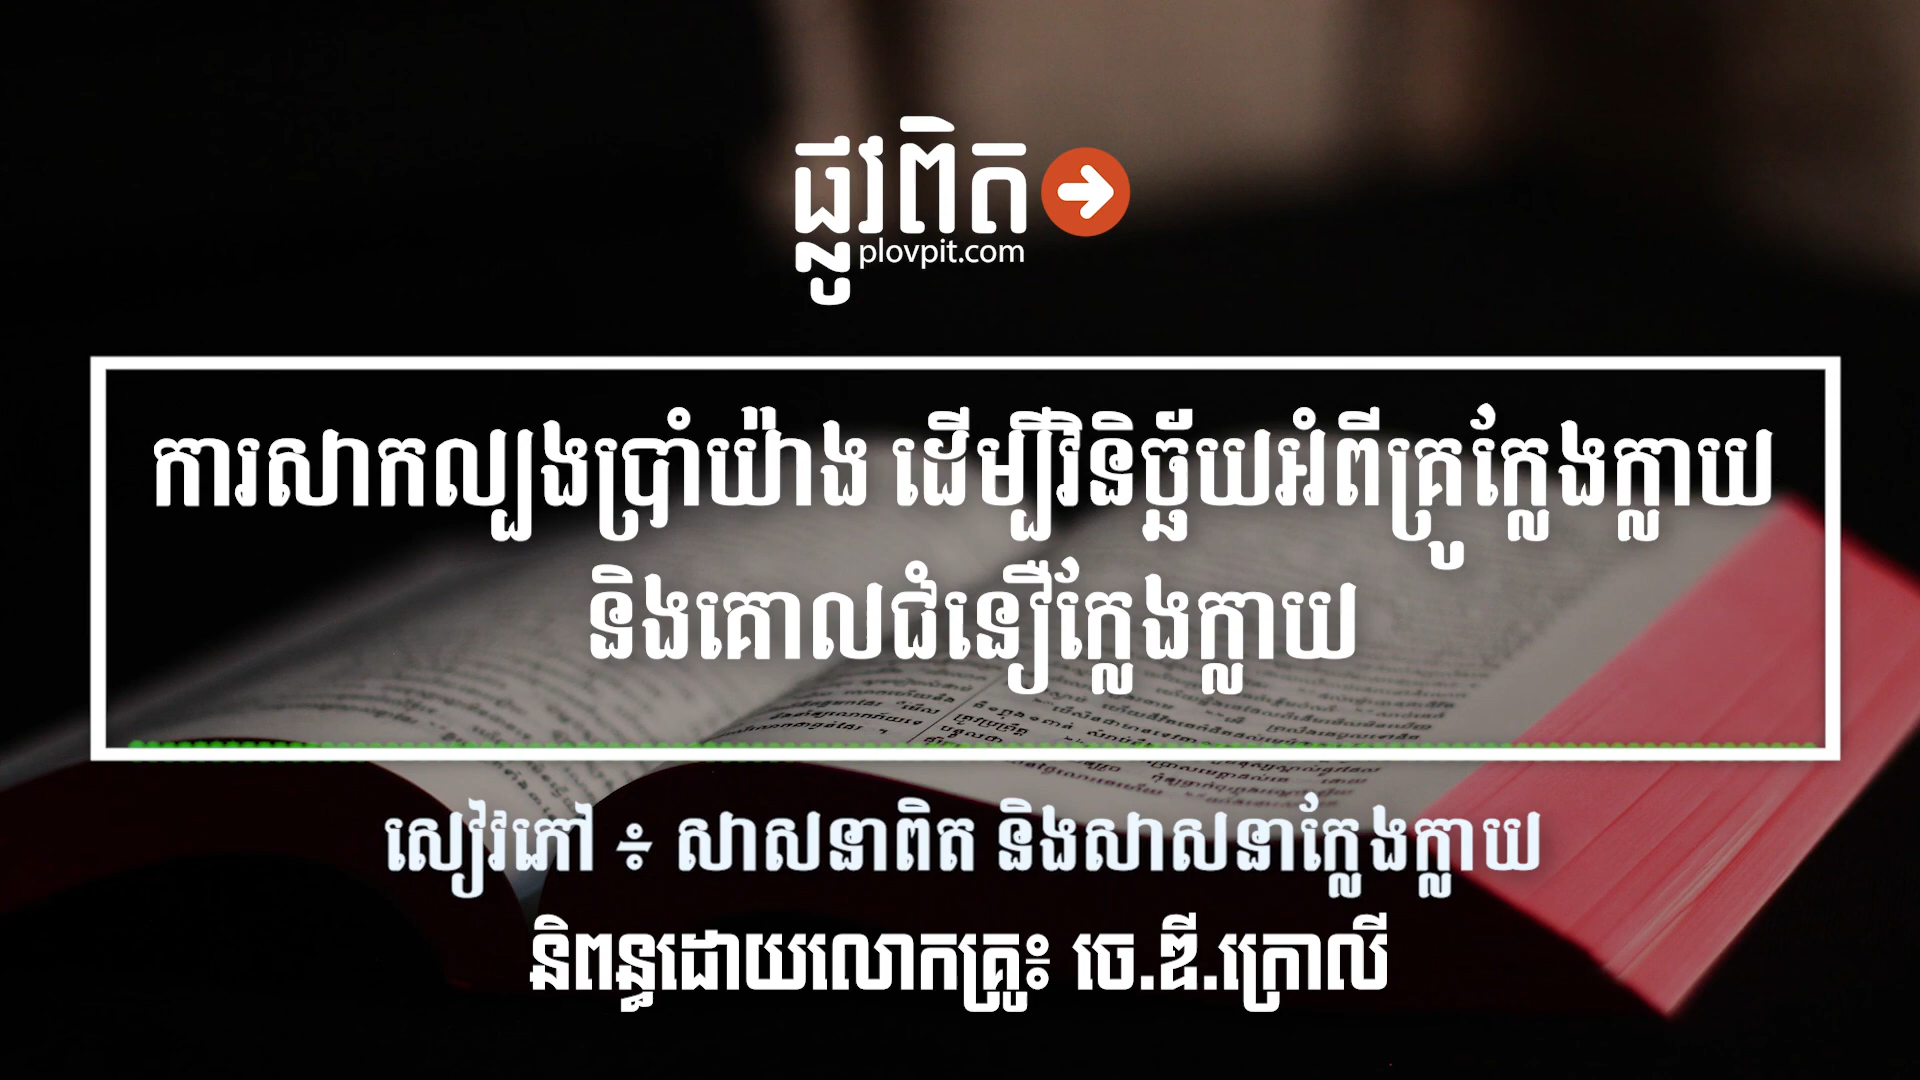 ផ្លូវពិត
plovpit.com
ការសាកល្បងប្រាំយ៉ាង ដើម្បីវិនិច្ឆ័យអំពីគ្រូក្លែងក្លាយ
និងគោលជំនឿក្លែងក្លាយ
សៀវភៅ ៖ សាសនាពិត និងសាសនាក្លែងក្លាយ
និពន្ធដោយលោកគ្រូ៖ ចេ.ឌី.ក្រោលី